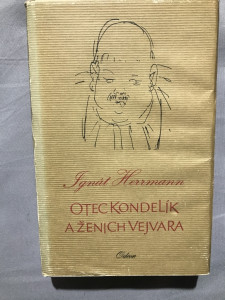 Ignát Herrmann
OTEC KONDELÍK
A ŽENICH VEJVARA
Odeon